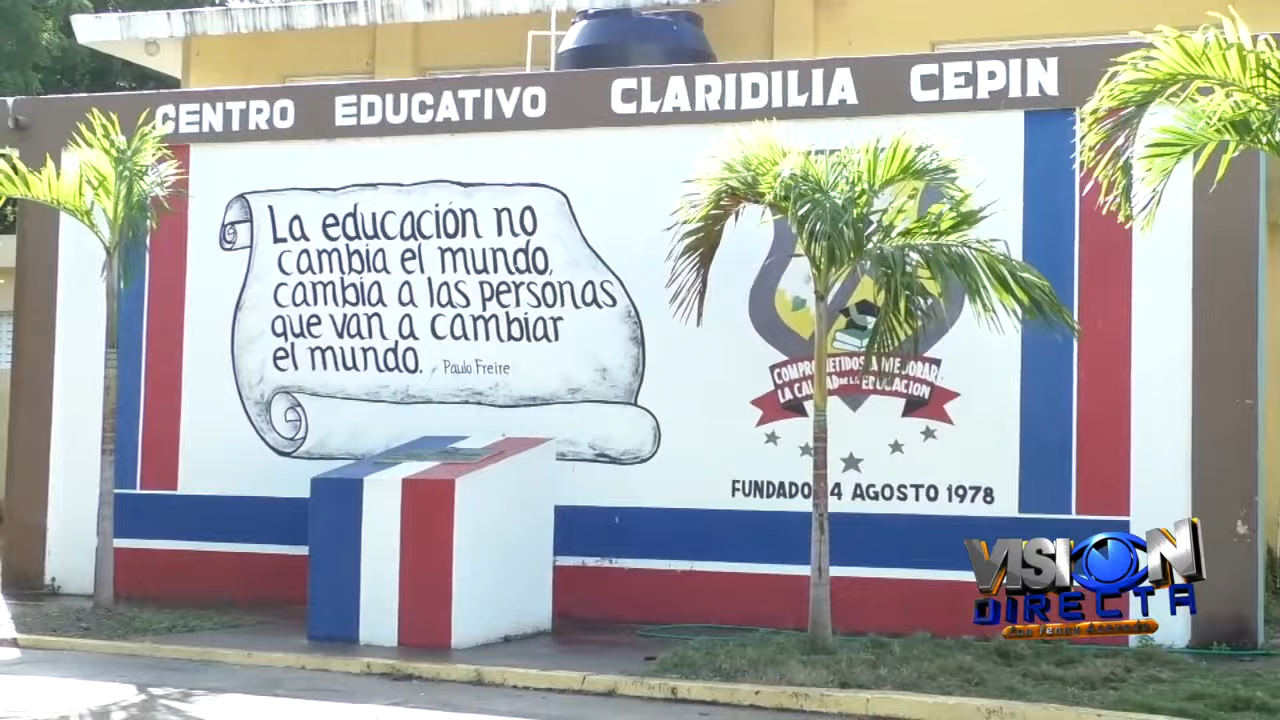 CENTRO EDUCATIVO CLARIDILIA CEPIN
La educación no
cambia el mundo,
cambia a las personas
que van a cambiar
el mundo. Paulo Freire
COMPROMETIDOS A MEJORAR
LA CALIDAD DE LA EDUCACION
FUNDADO 4 AGOSTO 1978
VISION
DIRECTA